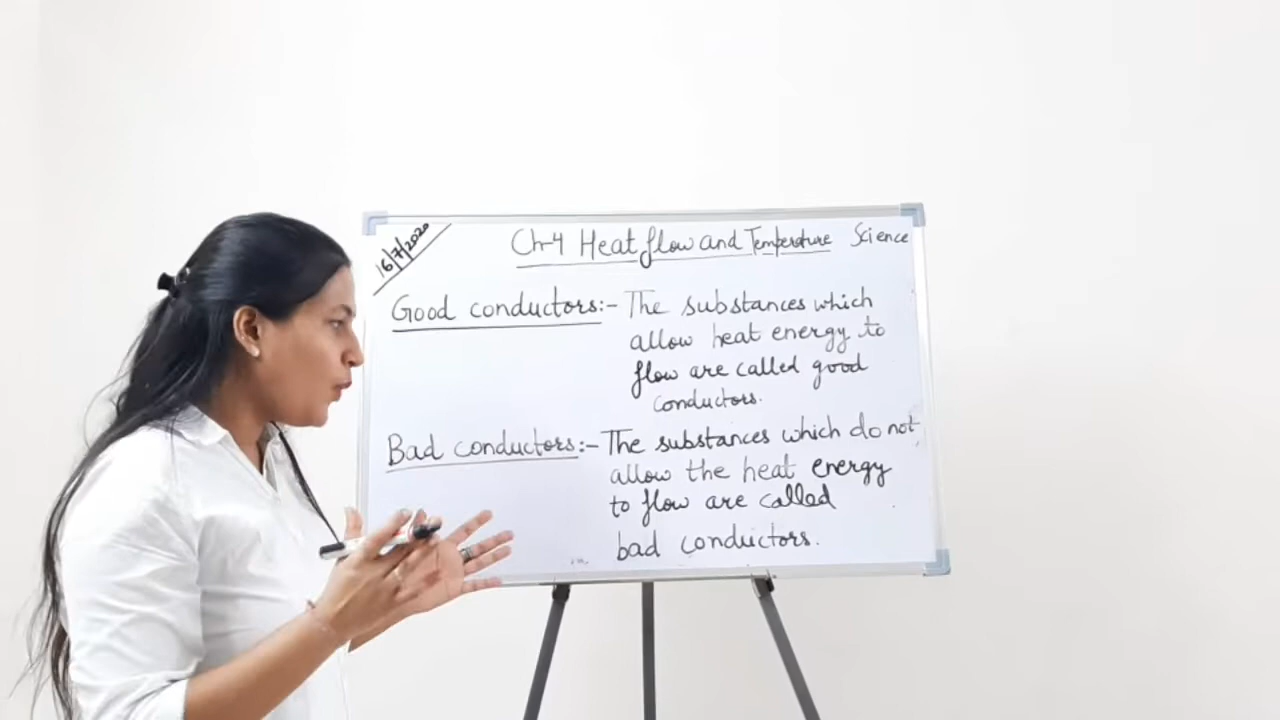 16/7/2020
Ch-4 Heat flow and Temperature Science
Good conductors:- The substances which
allow heat energy to
flow are called good
conductors.
Bad conductors:- The substances which do not
allow the heat energy
to flow are called
bad conductors.